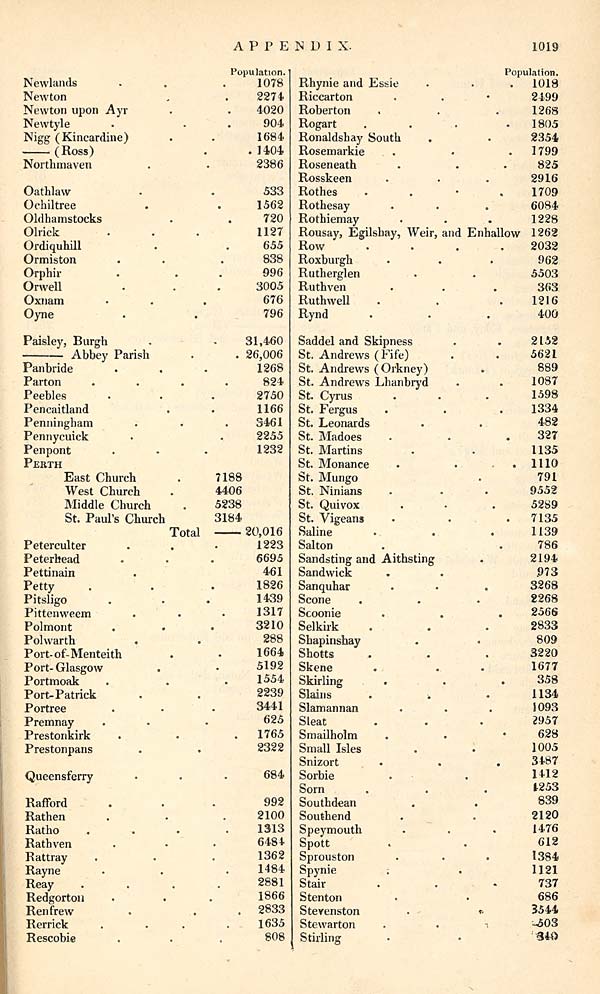 APPENDIX. 1019
Population.
Newlands 1078
Newton 2274
Newton upon Ayr 4020
Newtyle 904
Nigg (Kincardine) 1684
—— (Ross) 1404
Northmaven 2386
Oathlaw 533
Ochiltree 1562
Oldhamstocks 720
Olrick 1127
Ordiquhill 655
Ormiston 838
Orphir 996
Orwell 3005
Oxnam 676
Oyne 796
Paisley, Burgh 31,460
—— Abbey Parish 26,006
Panbride 1268
Parton 824
Peebles 2750
Pencaitland 1166
Penningham 3461
Pennycuick 2255
Penpont 1232
PERTH
East Church 7188
West Church 4406
Middle Church 5238
St. Paul's Church 3184
Total —— 20,016
Peterculter 1223
Peterhead 6695
Pettinain 461
Petty 1826
Pitsligo 1439
Pittenweem 1317
Polmont 3210
Polwarth 288
Port-of-Menteith 1664
Port-Glasgow 5192
Portmoak 1554
Port-Patrick 2239
Portree 3441
Premnay 625
Prestonkirk 1765
Prestonpans 2322
Queensferry 684
Rafford 992
Rathen 2100
Ratho 1313
Rathven 6484
Rattray 1362
Rayne 1484
Reay 2881
Redgorton 1866
Renfrew 2833
Rerrick 1635
Rescobie 808
Population.
Rhynie and Essie 1018
Riccarton 2499
Roberton 1268
Rogart 1805
Ronaldshay South 2354
Rosemarkie 1799
Roseneath 825
Rosskeen 2916
Rothes 1709
Rothesay 6084
Rothiemay 1228
Rousay, Egilshay, Weir, and Enhallow 1262
Row 2032
Roxburgh 962
Rutherglen 5503
Ruthven 363
Ruthwell 1216
Rynd 400
Saddel and Skipness 2152
St. Andrews (Fife) 5621
St. Andrews (Orkney) 889
St. Andrews Lhanbryd 1087
St. Cyrus 1598
St. Fergus 1334
St. Leonards 482
St. Madoes 327
St. Martins 1135
St. Monance 1110
St. Mungo 791
St. Ninians 9552
St. Quivox 5289
St. Vigeans 7135
Saline 1139
Salton 786
Sandsting and Aithsting 2194
Sandwick 973
Sanquhar 3268
Scone 2268
Scoonie 2566
Selkirk 2833
Shapinshay 809
Shotts 3220
Skene 1677
Skirling 358
Slains 1134
Slamannan 1093
Sleat 2957
Smailholm 628
Small Isles 1005
Snizort 3487
Sorbie 1412
Sorn 4253
Southdean 839
Southend 2120
Speymouth 1476
Spott 612
Sprouston 1384
Spynie 1121
Stair 737
Stenton 686
Stevenston 3544
Stewarton 503
Stirling 340